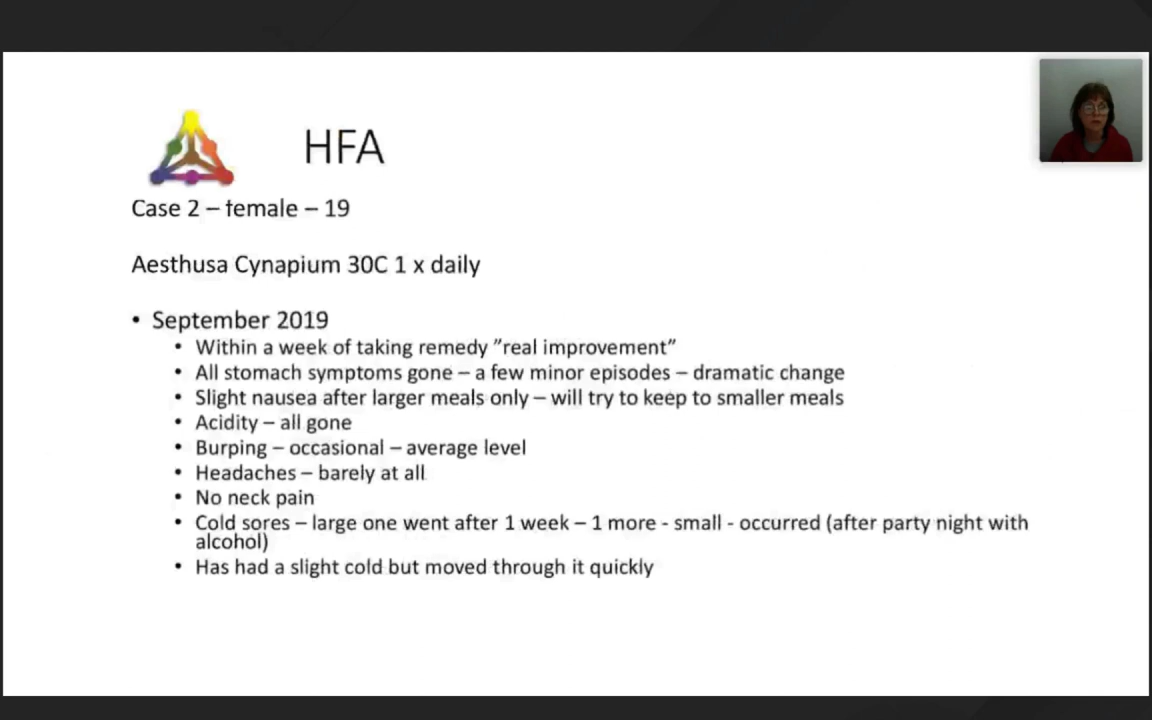 HFA
Case 2 – female – 19
Aesthusa Cynapium 30C 1 x daily
• September 2019
• Within a week of taking remedy ”real improvement”
• All stomach symptoms gone – a few minor episodes – dramatic change
• Slight nausea after larger meals only – will try to keep to smaller meals
• Acidity – all gone
• Burping – occasional – average level
• Headaches – barely at all
• No neck pain
• Cold sores – large one went after 1 week – 1 more - small - occurred (after party night with
alcohol)
• Has had a slight cold but moved through it quickly